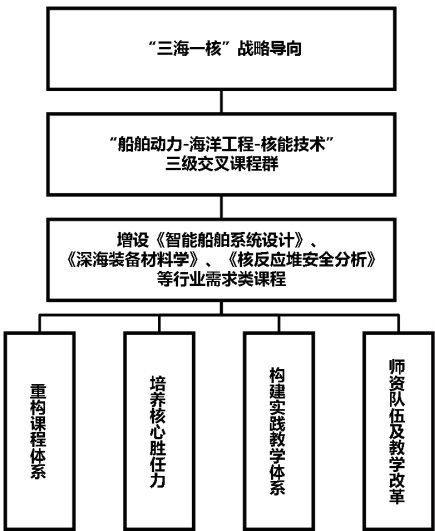 “三海一核”战略导向
“船舶动力-海洋工程-核能技术”
三级交叉课程群
增设《智能船舶系统设计》、
《深海装备材料学》、《核反应堆安全分析》
等行业需求类课程
重构课程体系
培养核心胜任力
构建实践教学体系
师资队伍及教学改革